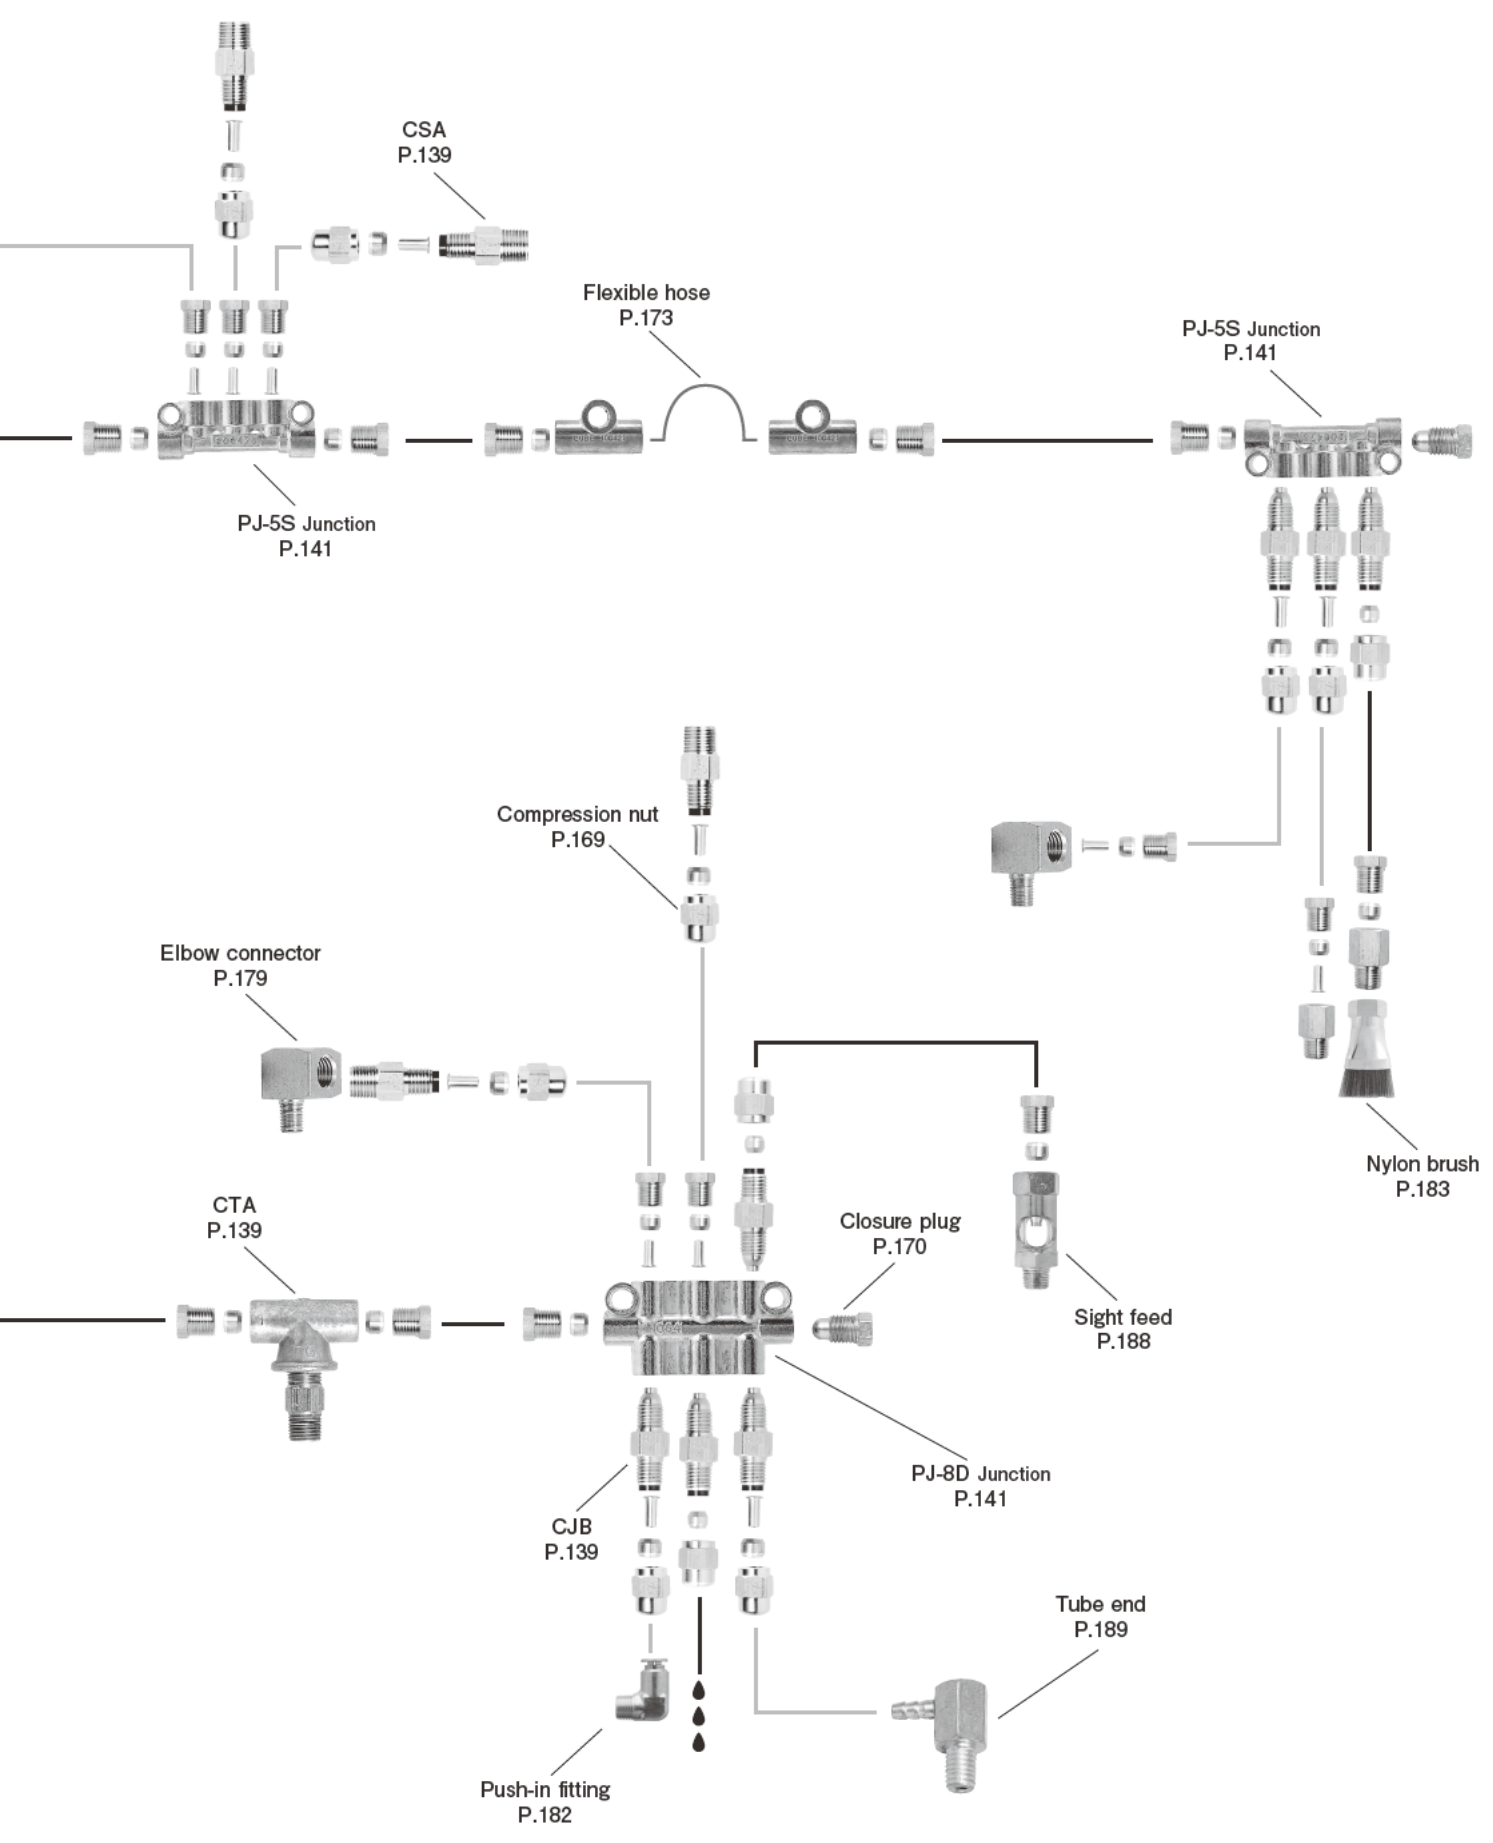 CSA
P.139
Flexible hose
P.173
PJ-5S Junction
P.141
PJ-5S Junction
P.141
Compression nut
P.169
Elbow connector
P.179
Nylon brush
P.183
CTA
P.139
Closure plug
P.170
Sight feed
P.188
PJ-8D Junction
P.141
CJB
P.139
Tube end
P.189
Push-in fitting
P.182